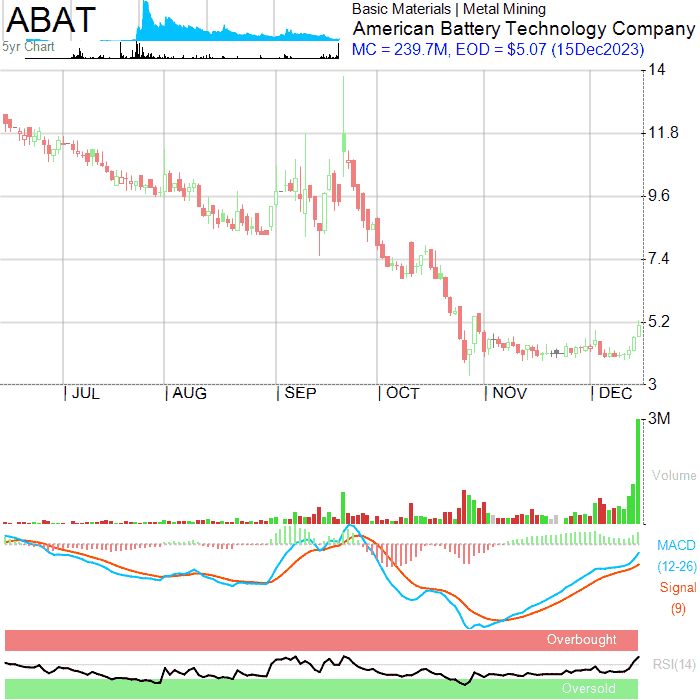 ABAT
5yr Chart
Basic Materials | Metal Mining
American Battery Technology Company
MC = 239.7M, EOD = $5.07 (15Dec2023)
14
11.8
9.6
7.4
5.2
3
JUL AUG SEP OCT NOV DEC
3M
Volume
MACD
(12-26)
Signal
(9)
Overbought
RSI(14)
Oversold